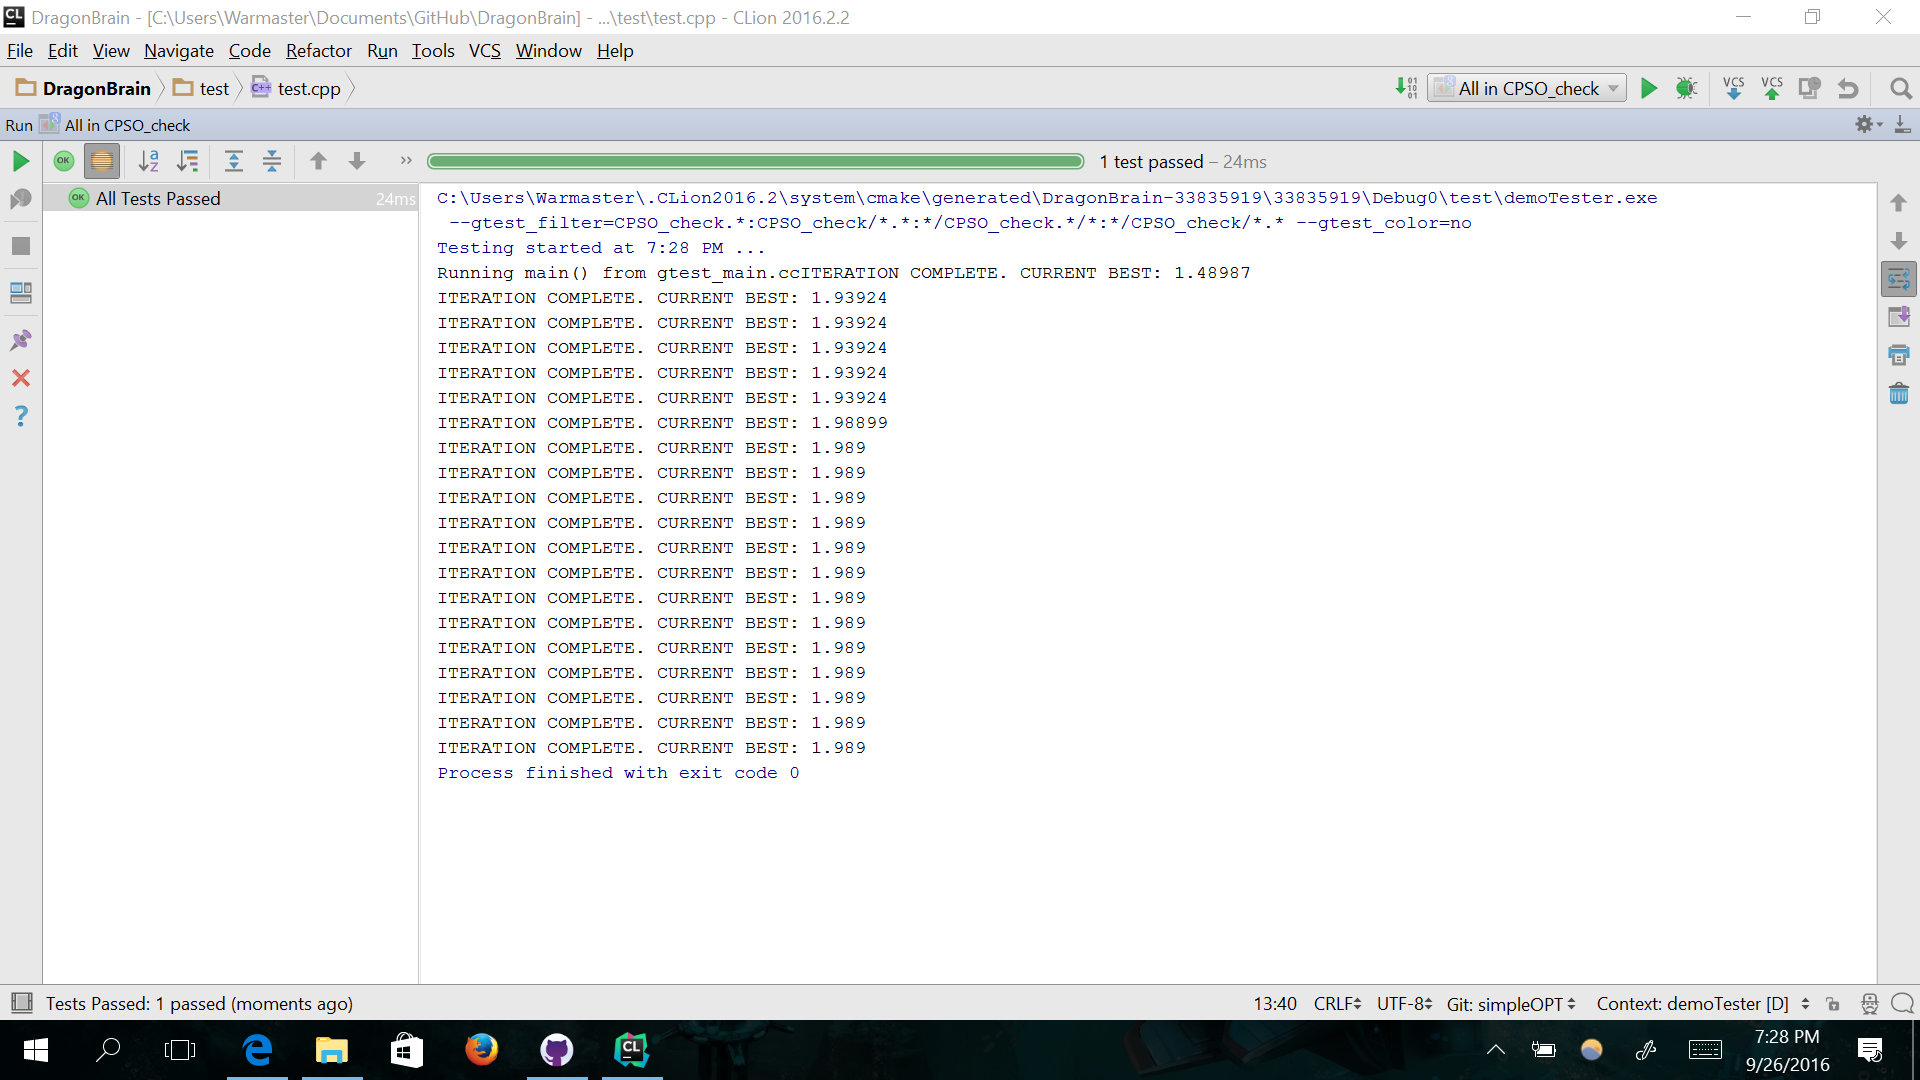 CL DragonBrain - [C:\Users\Warmaster\Documents\GitHub\DragonBrain] - ...\test\test.cpp - CLion 2016.2.2
File Edit View Navigate Code Refactor Run Tools VCS Window Help
DragonBrain test C++ test.cpp All in CPSO_check VCS VCS
Run All in CPSO_check
OK 1 test passed – 24ms
OK All Tests Passed 24ms
C:\Users\Warmaster\.CLion2016.2\system\cmake\generated\DragonBrain-33835919\33835919\Debug0\test\demoTester.exe
--gtest_filter=CPSO_check.*:CPSO_check/*.*:*/CPSO_check.*/*:*/CPSO_check/*.* --gtest_color=no
Testing started at 7:28 PM ...
Running main() from gtest_main.ccITERATION COMPLETE. CURRENT BEST: 1.48987
ITERATION COMPLETE. CURRENT BEST: 1.93924
ITERATION COMPLETE. CURRENT BEST: 1.93924
ITERATION COMPLETE. CURRENT BEST: 1.93924
ITERATION COMPLETE. CURRENT BEST: 1.93924
ITERATION COMPLETE. CURRENT BEST: 1.93924
ITERATION COMPLETE. CURRENT BEST: 1.98899
ITERATION COMPLETE. CURRENT BEST: 1.989
ITERATION COMPLETE. CURRENT BEST: 1.989
ITERATION COMPLETE. CURRENT BEST: 1.989
ITERATION COMPLETE. CURRENT BEST: 1.989
ITERATION COMPLETE. CURRENT BEST: 1.989
ITERATION COMPLETE. CURRENT BEST: 1.989
ITERATION COMPLETE. CURRENT BEST: 1.989
ITERATION COMPLETE. CURRENT BEST: 1.989
ITERATION COMPLETE. CURRENT BEST: 1.989
ITERATION COMPLETE. CURRENT BEST: 1.989
ITERATION COMPLETE. CURRENT BEST: 1.989
ITERATION COMPLETE. CURRENT BEST: 1.989
ITERATION COMPLETE. CURRENT BEST: 1.989
Process finished with exit code 0
Tests Passed: 1 passed (moments ago) 13:40 CRLF UTF-8 Git: simpleOPT Context: demoTester [D]
CL 7:28 PM
9/26/2016